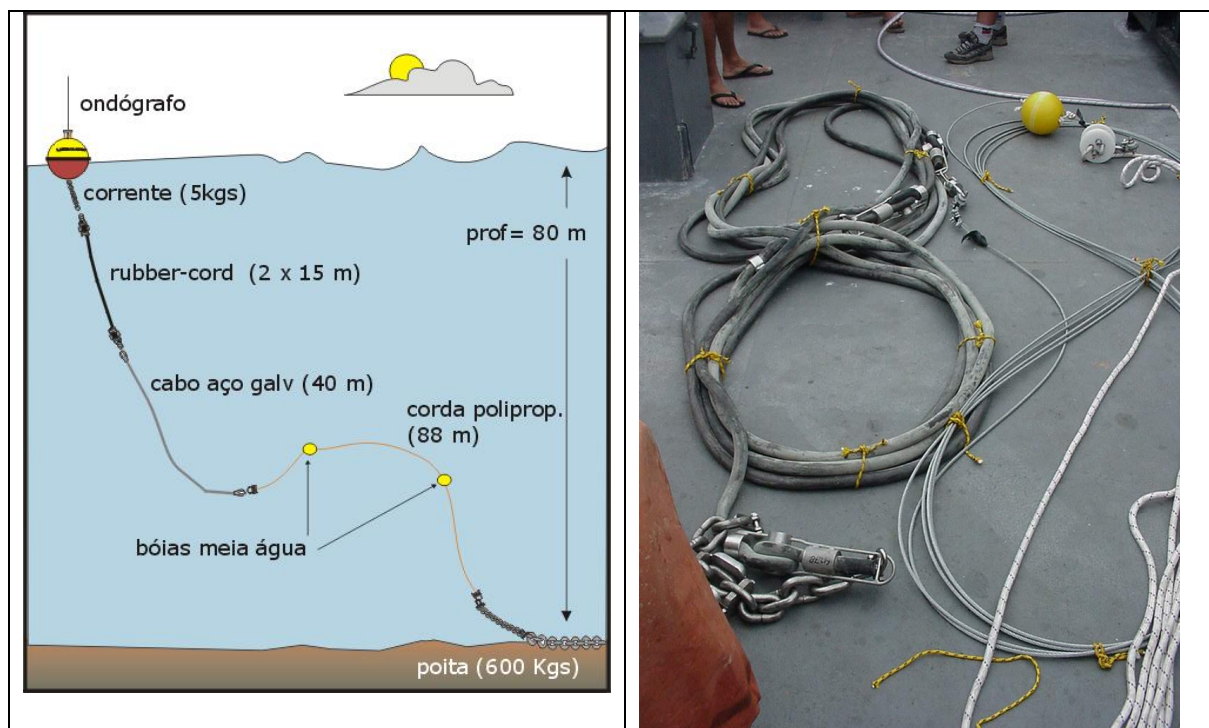 ondógrafo
corrente (5kgs)
prof= 80 m
rubber-cord (2 x 15 m)
cabo aço galv (40 m)
corda poliprop.
(88 m)
bóias meia água
poita (600 Kgs)